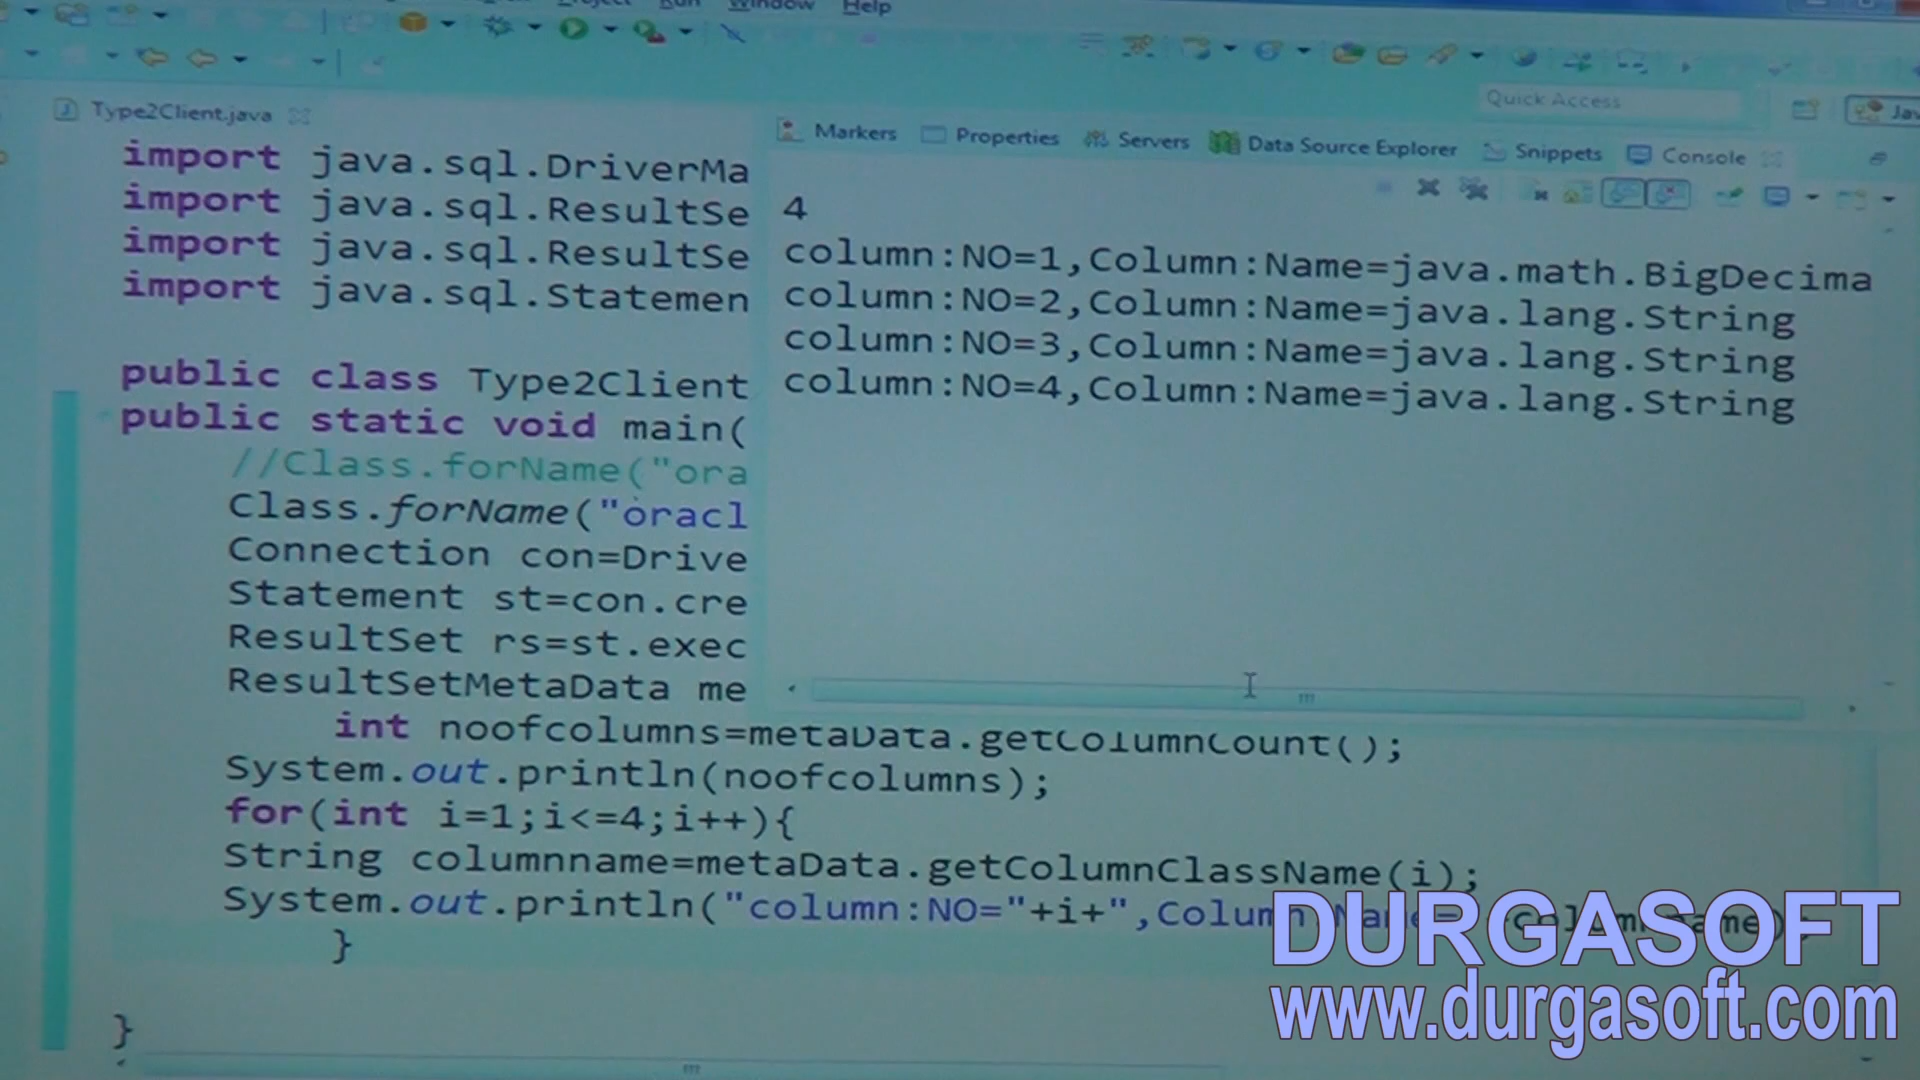 Run Window Help
Quick Access
Type2Client.java
Markers Properties Servers Data Source Explorer Snippets Console
import java.sql.DriverMa
import java.sql.ResultSe
import java.sql.ResultSe
import java.sql.Statemen
public class Type2Client
public static void main(
//Class.forName("ora
Class.forName("oracl
Connection con=Drive
Statement st=con.cre
ResultSet rs=st.exec
ResultSetMetaData me
int noofcolumns=metaData.getColumnCount();
System.out.println(noofcolumns);
for(int i=1;i<=4;i++){
String columnname=metaData.getColumnClassName(i);
System.out.println("column:NO="+i+",Column
}
}
4
column:NO=1,Column:Name=java.math.BigDecima
column:NO=2,Column:Name=java.lang.String
column:NO=3,Column:Name=java.lang.String
column:NO=4,Column:Name=java.lang.String
DURGASOFT
www.durgasoft.com